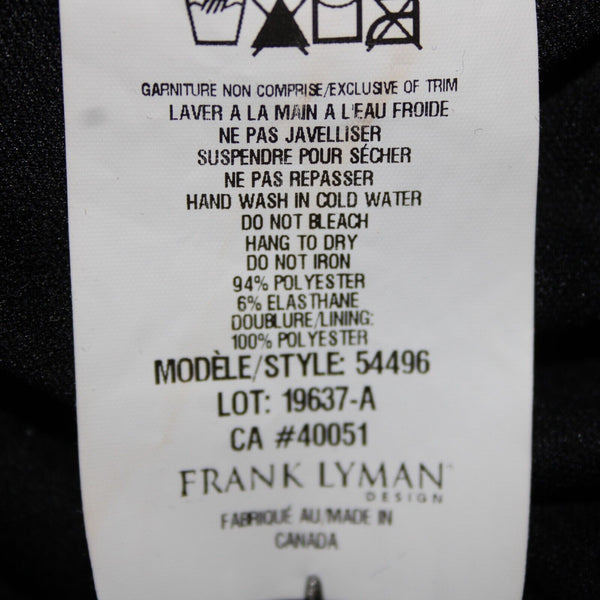 GARNITURE NON COMPRISE/EXCLUSIVE OF TRIM
LAVER A LA MAIN A L'EAU FROIDE
NE PAS JAVELLISER
SUSPENDRE POUR SÉCHER
NE PAS REPASSER
HAND WASH IN COLD WATER
DO NOT BLEACH
HANG TO DRY
DO NOT IRON
94% POLYESTER
6% ELASTHANE
DOUBLURE/LINING:
100% POLYESTER
MODÈLE/STYLE: 54496
LOT: 19637-A
CA #40051
FRANK LYMAN
DESIGN
FABRIQUÉ AU/MADE IN
CANADA